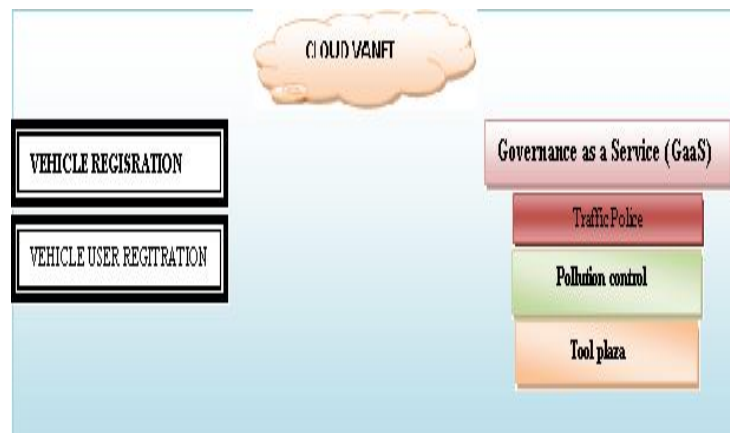 CLOUD VANET
VEHICLE REGISRATION
VEHICLE USER REGITRATION
Governance as a Service (GaaS)
Traffic Police
Pollution control
Tool plaza